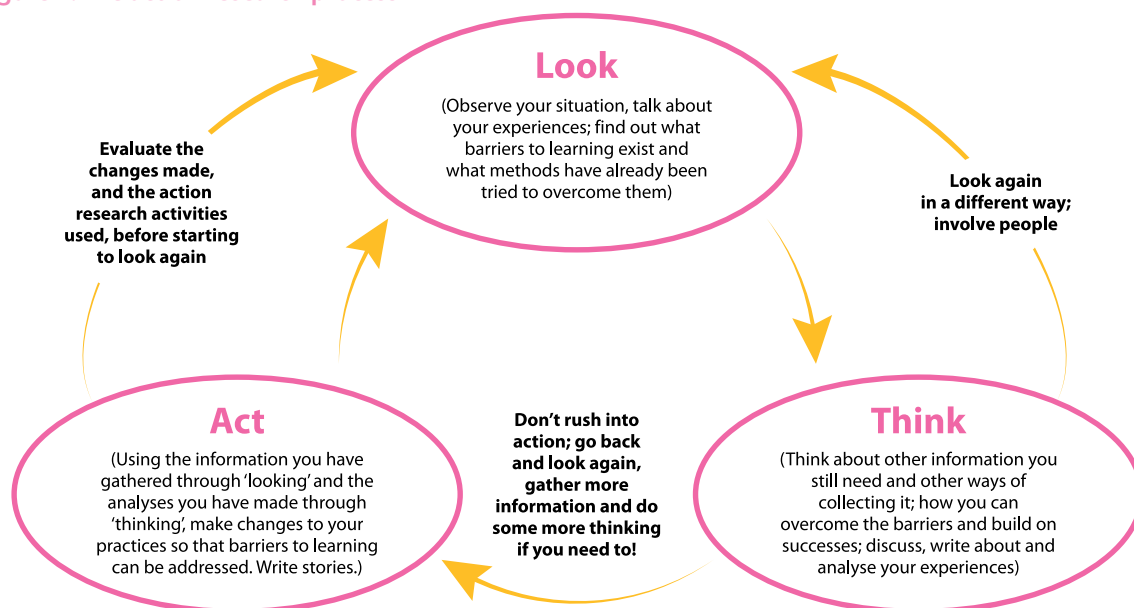 Look
(Observe your situation, talk about
your experiences; find out what
barriers to learning exist and
what methods have already been
tried to overcome them)
Evaluate the
changes made,
and the action
research activities
used, before starting
to look again
Look again
in a different way;
involve people
Act
(Using the information you have
gathered through ‘looking’ and the
analyses you have made through
‘thinking’, make changes to your
practices so that barriers to learning
can be addressed. Write stories.)
Don’t rush into
action; go back
and look again,
gather more
information and do
some more thinking
if you need to!
Think
(Think about other information you
still need and other ways of
collecting it; how you can
overcome the barriers and build on
successes; discuss, write about and
analyse your experiences)